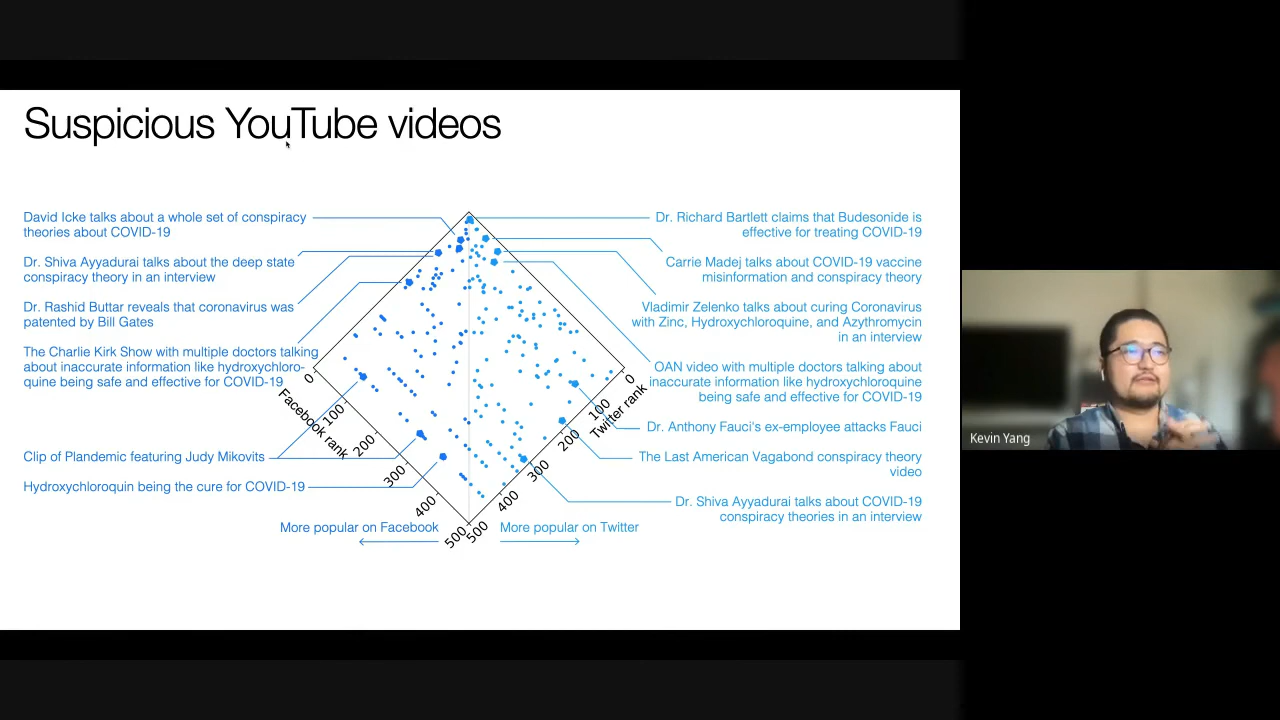 Suspicious YouTube videos
David Icke talks about a whole set of conspiracy
theories about COVID-19
Dr. Shiva Ayyadurai talks about the deep state
conspiracy theory in an interview
Dr. Rashid Buttar reveals that coronavirus was
patented by Bill Gates
The Charlie Kirk Show with multiple doctors talking
about inaccurate information like hydroxychloro-
quine being safe and effective for COVID-19
Clip of Plandemic featuring Judy Mikovits
Hydroxychloroquin being the cure for COVID-19
Dr. Richard Bartlett claims that Budesonide is
effective for treating COVID-19
Carrie Madej talks about COVID-19 vaccine
misinformation and conspiracy theory
Vladimir Zelenko talks about curing Coronavirus
with Zinc, Hydroxychloroquine, and Azythromycin
in an interview
OAN video with multiple doctors talking about
inaccurate information like hydroxychloroquine
being safe and effective for COVID-19
Dr. Anthony Fauci's ex-employee attacks Fauci
The Last American Vagabond conspiracy theory
video
Dr. Shiva Ayyadurai talks about COVID-19
conspiracy theories in an interview
0
100
200
300
400
500
Facebook rank
0
100
200
300
400
500
Twitter rank
More popular on Facebook
More popular on Twitter
Kevin Yang